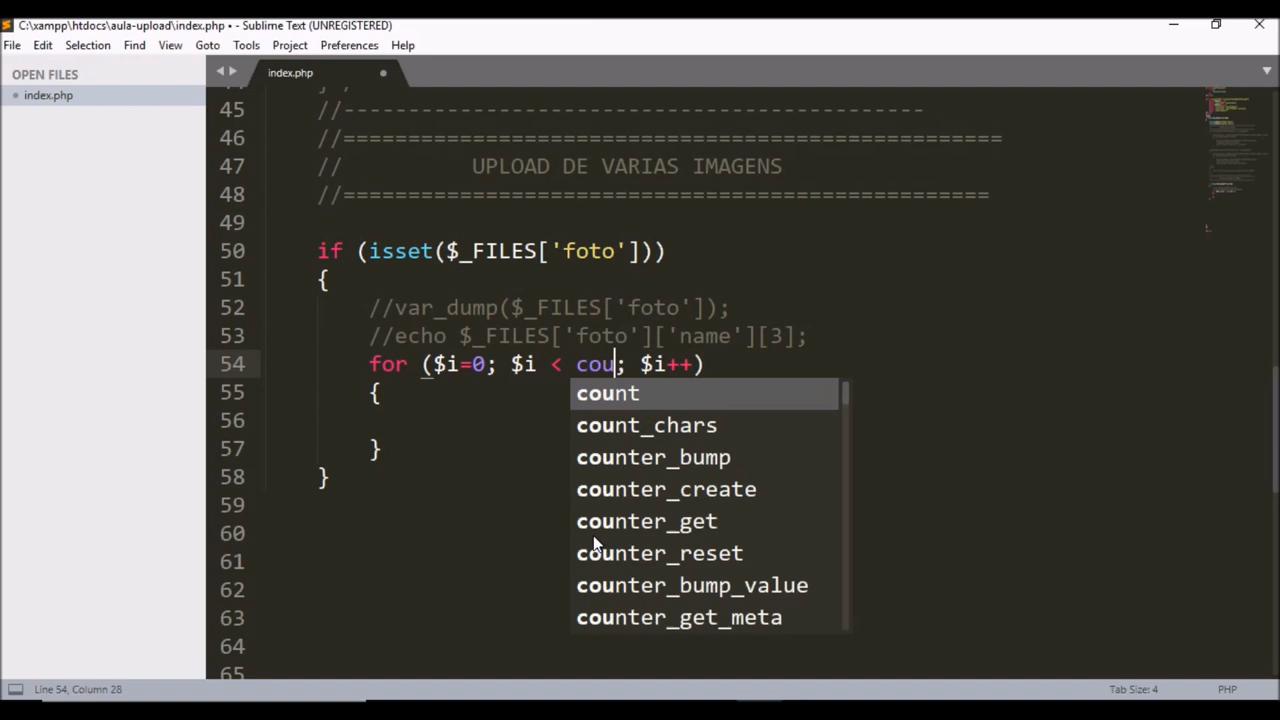 C:\xampp\htdocs\aula-upload\index.php • - Sublime Text (UNREGISTERED)
File Edit Selection Find View Goto Tools Project Preferences Help
OPEN FILES
index.php
index.php
45 //---------------------------------------------
46 //===================================================
47 // UPLOAD DE VARIAS IMAGENS
48 //==================================================
49
50 if (isset($_FILES['foto']))
51 {
52 //var_dump($_FILES['foto']);
53 //echo $_FILES['foto']['name'][3];
54 for ($i=0; $i < cou; $i++)
55 {
56
57 }
58 }
59
60
61
62
63
64
65
count
count_chars
counter_bump
counter_create
counter_get
counter_reset
counter_bump_value
counter_get_meta
Line 54, Column 28 Tab Size: 4 PHP